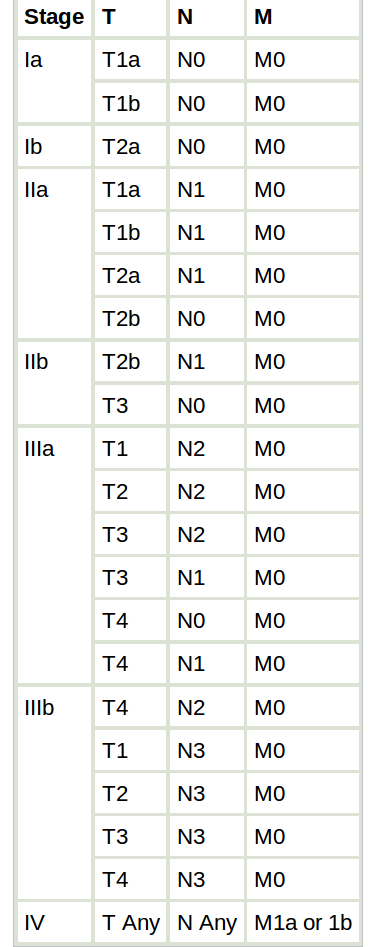 Stage T N M
Ia T1a N0 M0
T1b N0 M0
Ib T2a N0 M0
IIa T1a N1 M0
T1b N1 M0
T2a N1 M0
T2b N0 M0
IIb T2b N1 M0
T3 N0 M0
IIIa T1 N2 M0
T2 N2 M0
T3 N2 M0
T3 N1 M0
T4 N0 M0
T4 N1 M0
IIIb T4 N2 M0
T1 N3 M0
T2 N3 M0
T3 N3 M0
T4 N3 M0
IV T Any N Any M1a or 1b